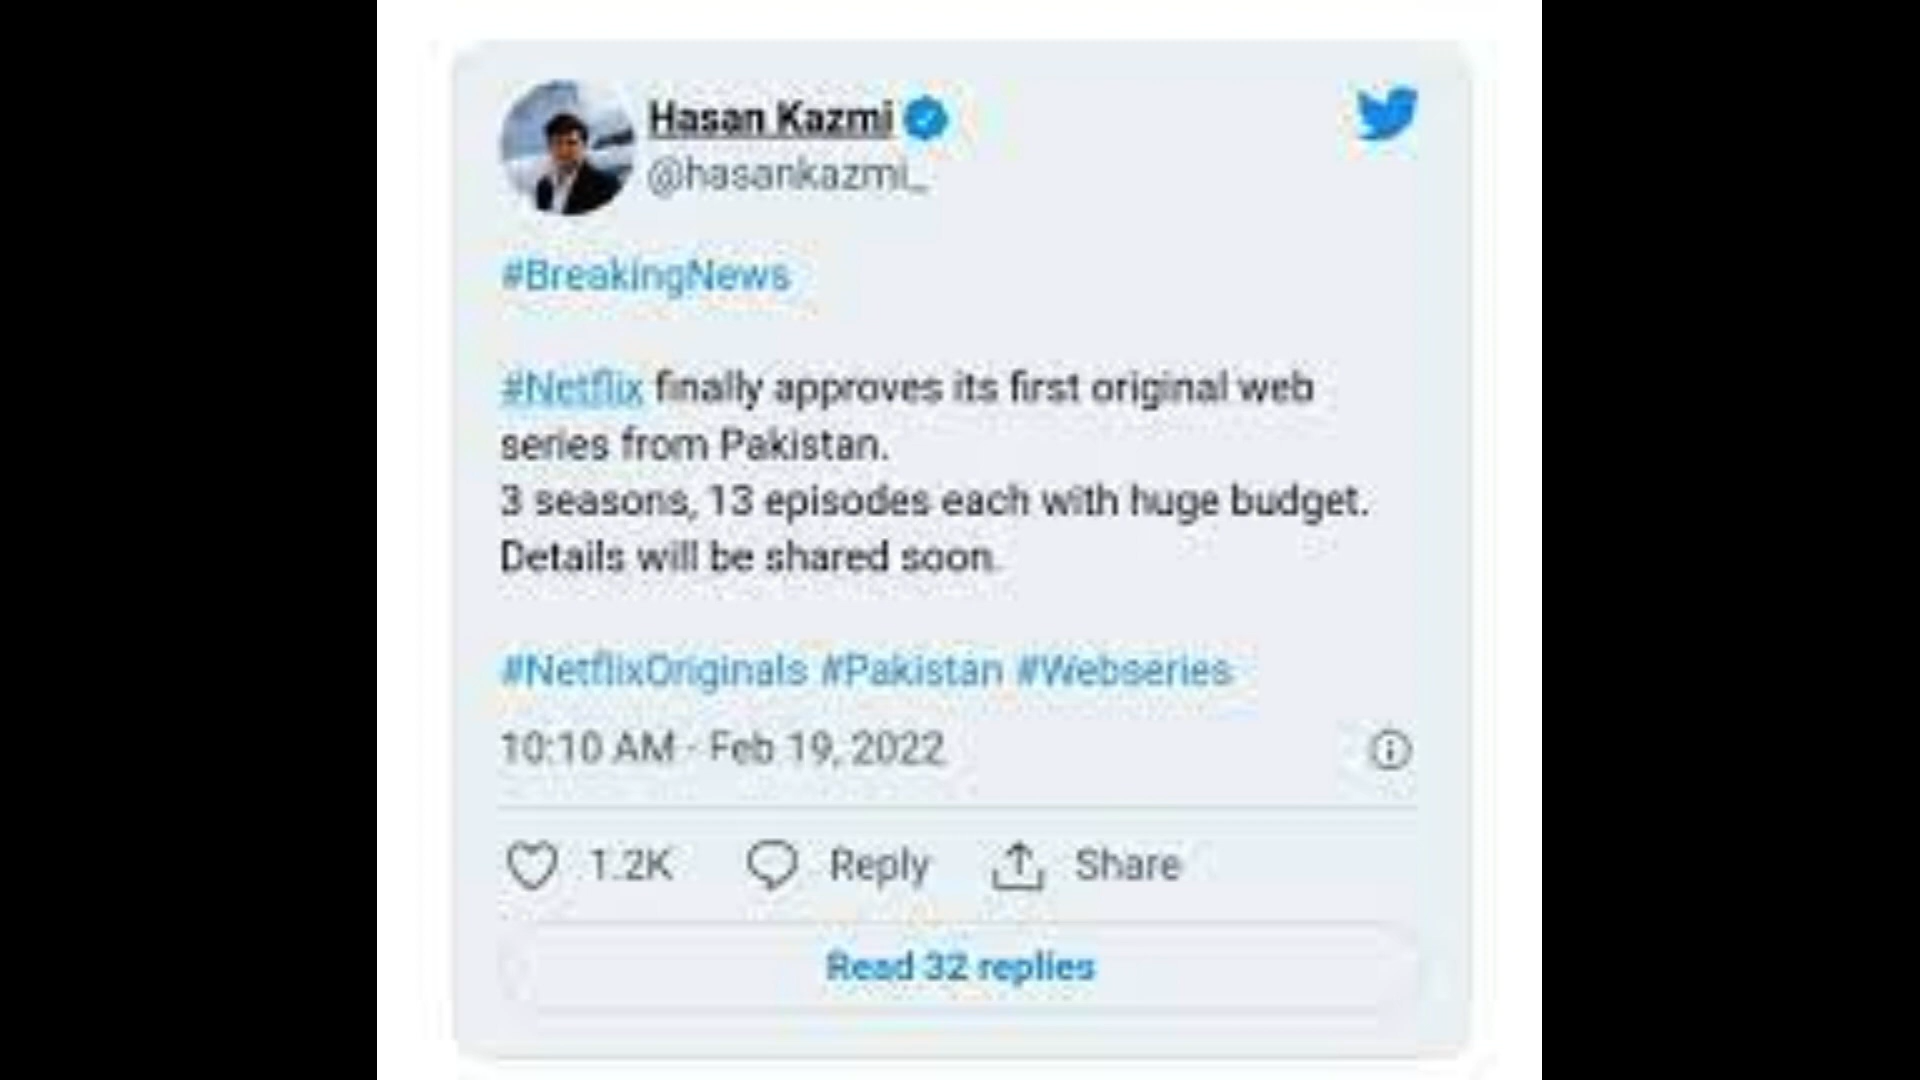 Hasan Kazmi
@hasankazmi_
#BreakingNews
#Netflix finally approves its first original web
series from Pakistan.
3 seasons, 13 episodes each with huge budget.
Details will be shared soon.
#NetflixOriginals #Pakistan #Webseries
10:10 AM · Feb 19, 2022
1.2K Reply Share
Read 32 replies